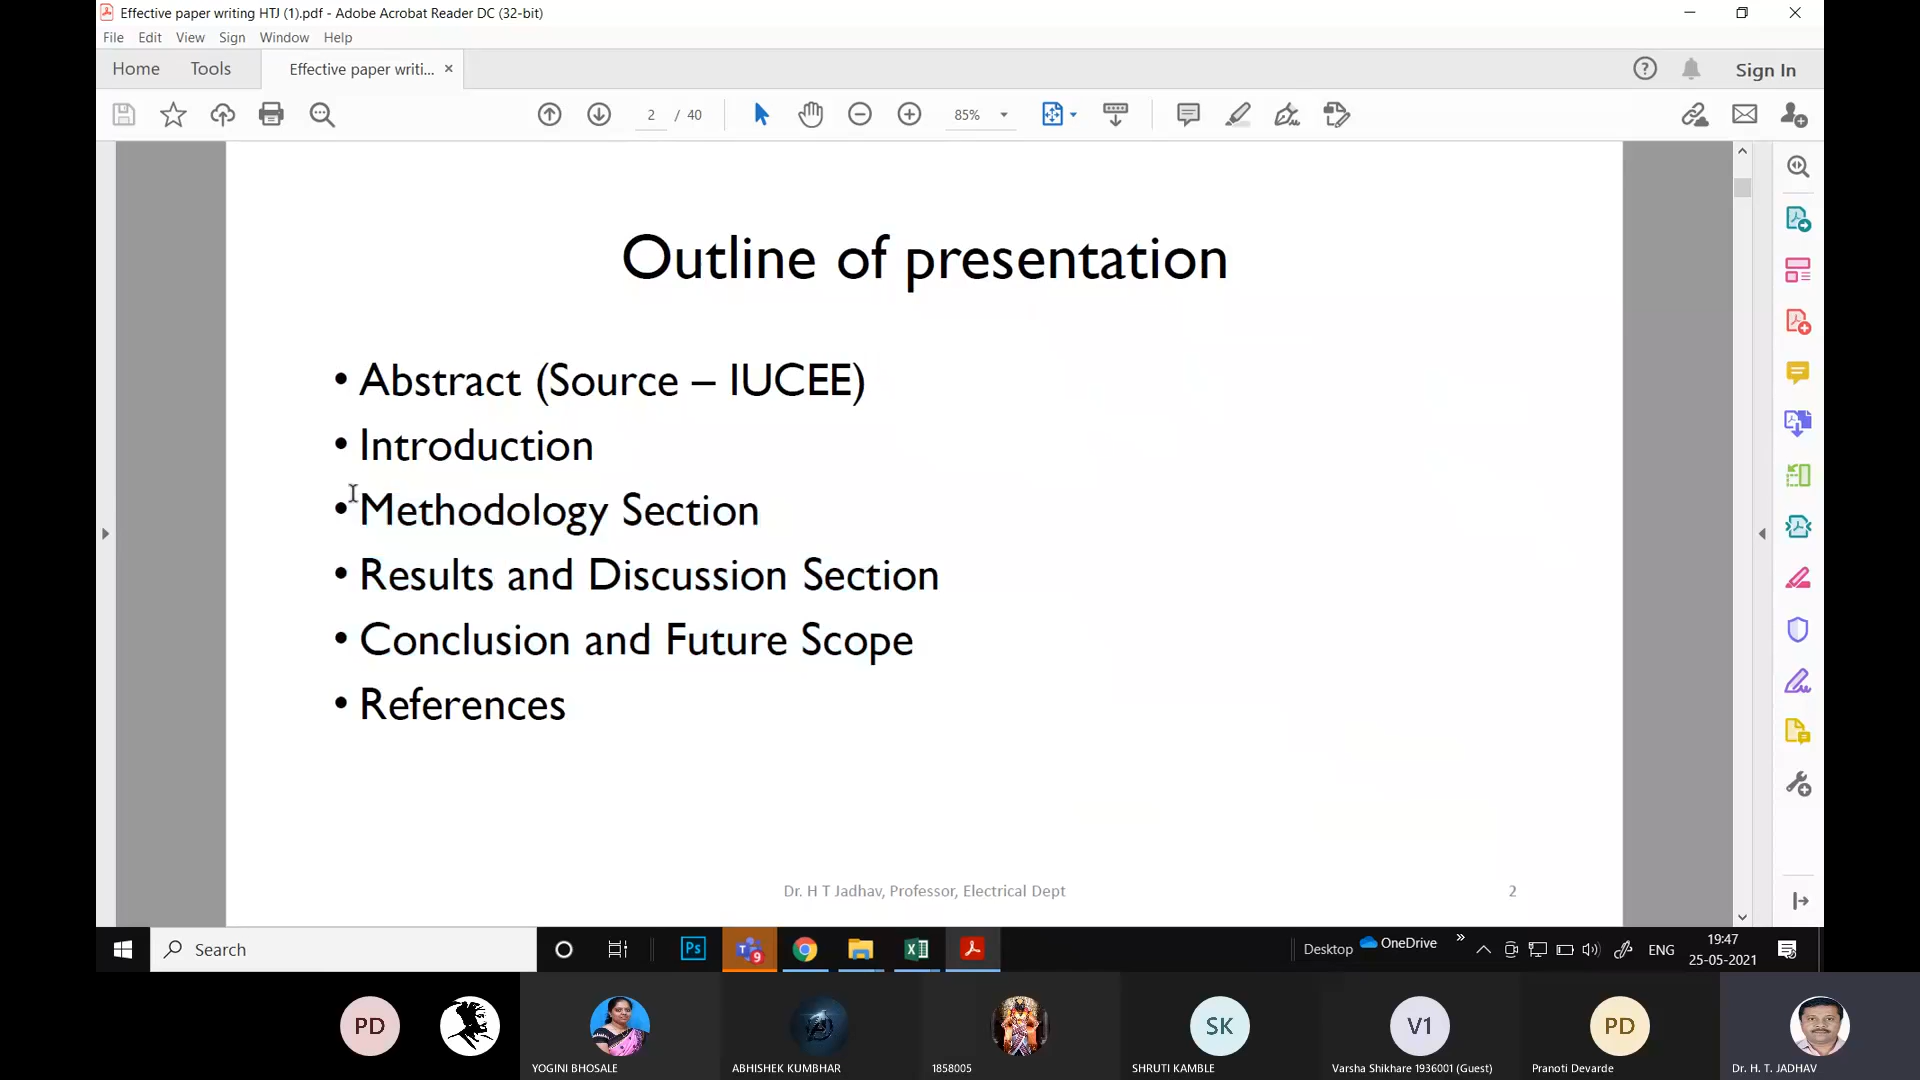 Effective paper writing HTJ (1).pdf - Adobe Acrobat Reader DC (32-bit)
File Edit View Sign Window Help
Home Tools Effective paper writi... × Sign In
2 / 40 85%
Outline of presentation
• Abstract (Source – IUCEE)
• Introduction
• Methodology Section
• Results and Discussion Section
• Conclusion and Future Scope
• References
Dr. H T Jadhav, Professor, Electrical Dept 2
Search Ps T 9 Desktop OneDrive » ENG 19:47
25-05-2021
PD SK V1 PD
YOGINI BHOSALE ABHISHEK KUMBHAR 1858005 SHRUTI KAMBLE Varsha Shikhare 1936001 (Guest) Pranoti Devarde Dr. H. T. JADHAV